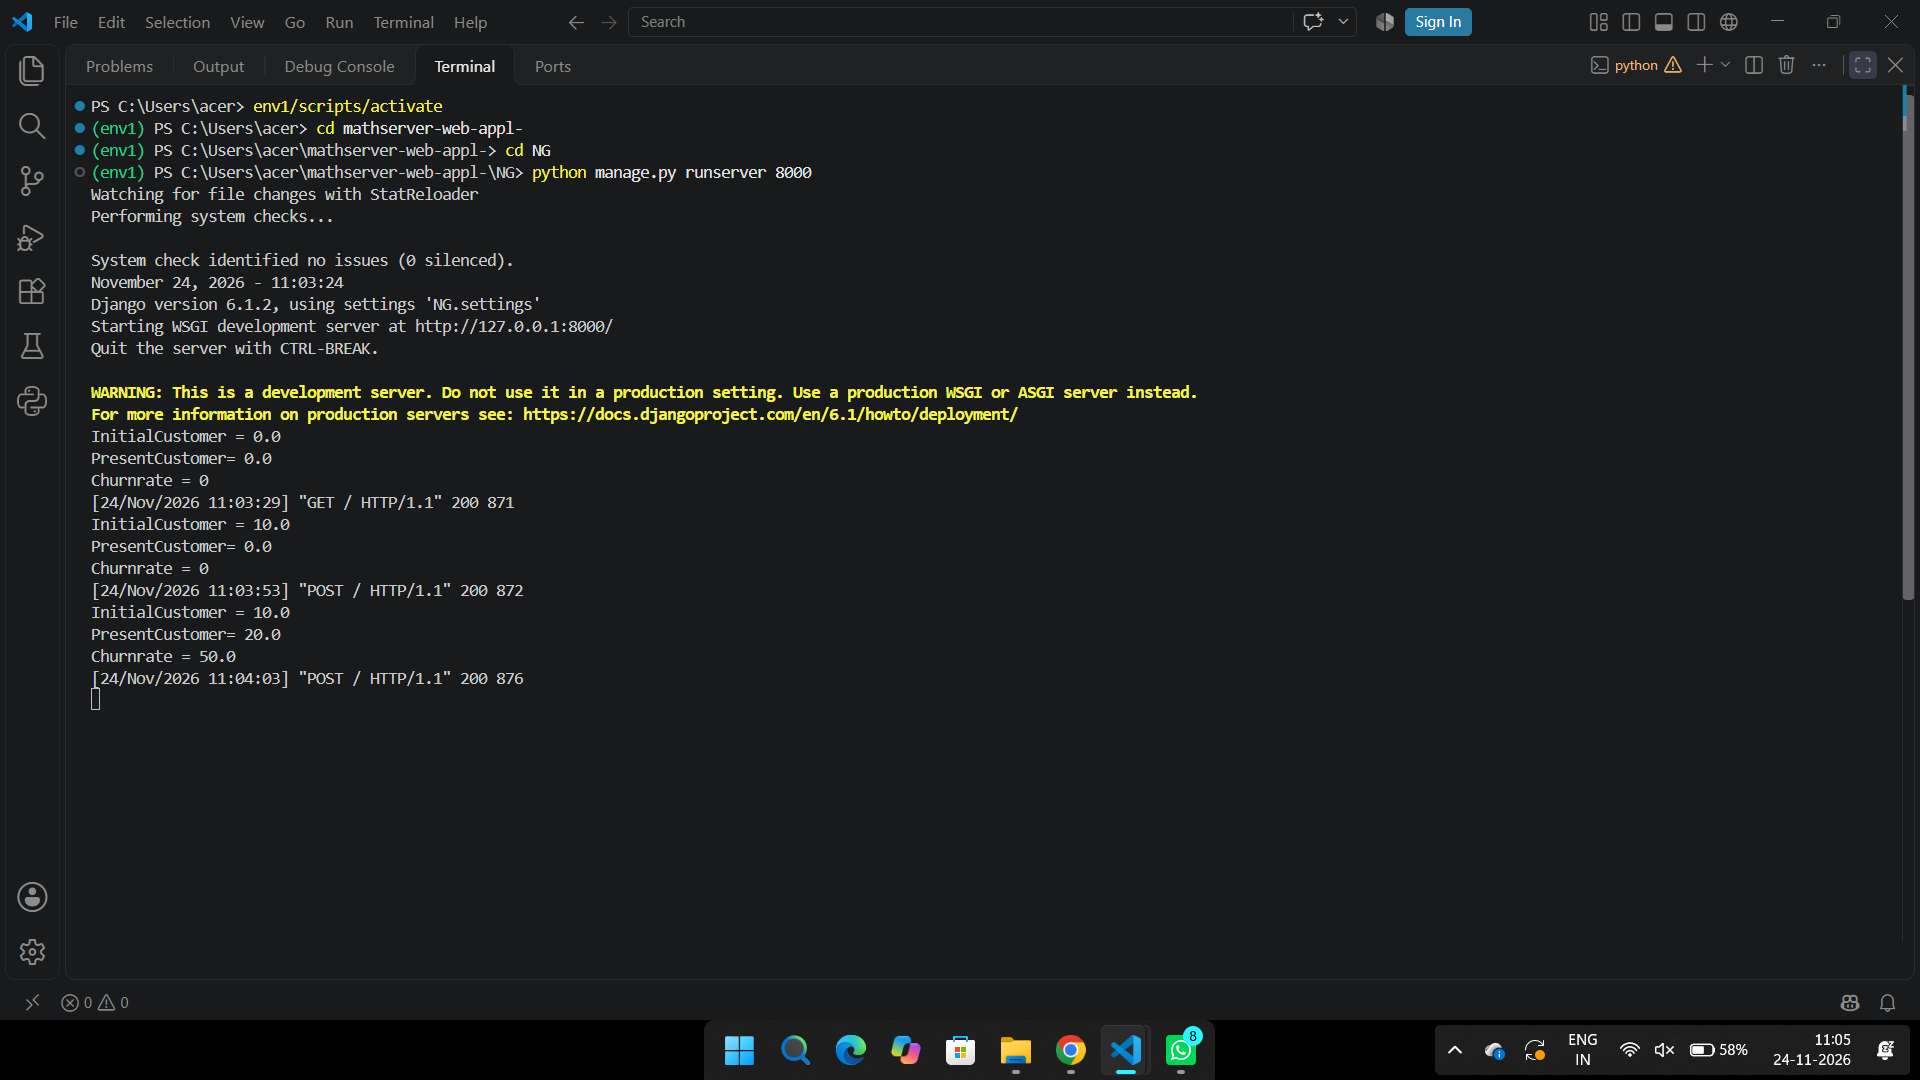 File Edit Selection View Go Run Terminal Help
Search
Sign In
Problems Output Debug Console Terminal Ports
python
PS C:\Users\acer> env1/scripts/activate
(env1) PS C:\Users\acer> cd mathserver-web-appl-
(env1) PS C:\Users\acer\mathserver-web-appl-> cd NG
(env1) PS C:\Users\acer\mathserver-web-appl-\NG> python manage.py runserver 8000
Watching for file changes with StatReloader
Performing system checks...
System check identified no issues (0 silenced).
November 24, 2026 - 11:03:24
Django version 6.1.2, using settings 'NG.settings'
Starting WSGI development server at http://127.0.0.1:8000/
Quit the server with CTRL-BREAK.
WARNING: This is a development server. Do not use it in a production setting. Use a production WSGI or ASGI server instead.
For more information on production servers see: https://docs.djangoproject.com/en/6.1/howto/deployment/
InitialCustomer = 0.0
PresentCustomer= 0.0
Churnrate = 0
[24/Nov/2026 11:03:29] "GET / HTTP/1.1" 200 871
InitialCustomer = 10.0
PresentCustomer= 0.0
Churnrate = 0
[24/Nov/2026 11:03:53] "POST / HTTP/1.1" 200 872
InitialCustomer = 10.0
PresentCustomer= 20.0
Churnrate = 50.0
[24/Nov/2026 11:04:03] "POST / HTTP/1.1" 200 876
0 0
8
ENG
IN
58%
11:05
24-11-2026